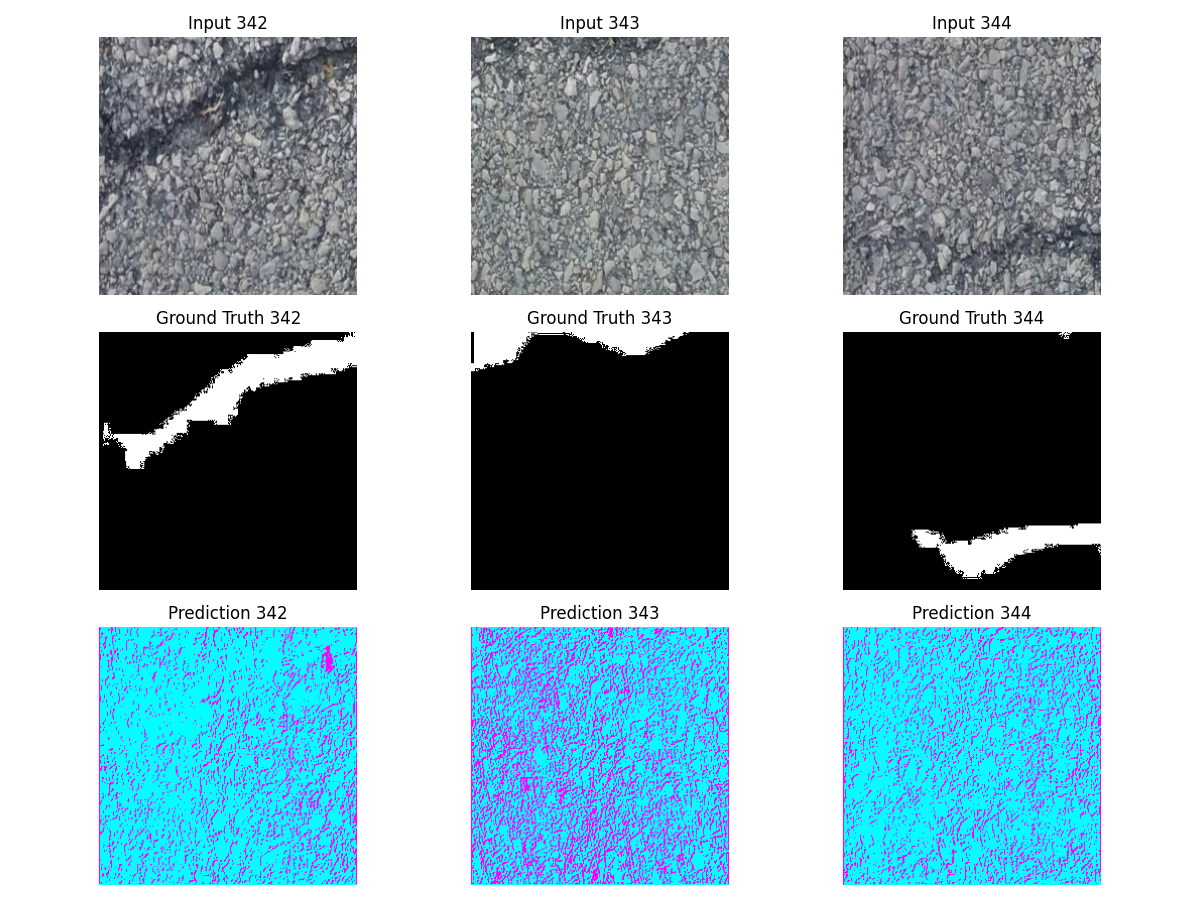 Input 342
Input 343
Input 344
Ground Truth 342
Ground Truth 343
Ground Truth 344
Prediction 342
Prediction 343
Prediction 344